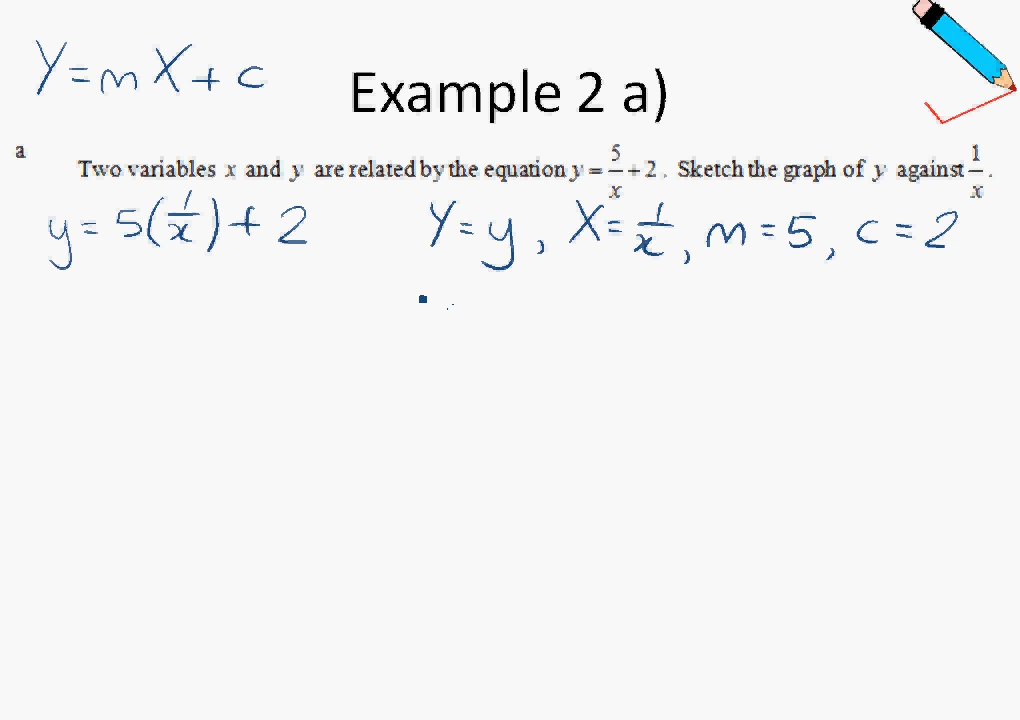 Y = mX + c
Example 2 a)
a
Two variables x and y are related by the equation y = 5/x + 2 . Sketch the graph of y against 1/x .
y = 5(1/x) + 2
Y = y , X = 1/x , m = 5 , c = 2